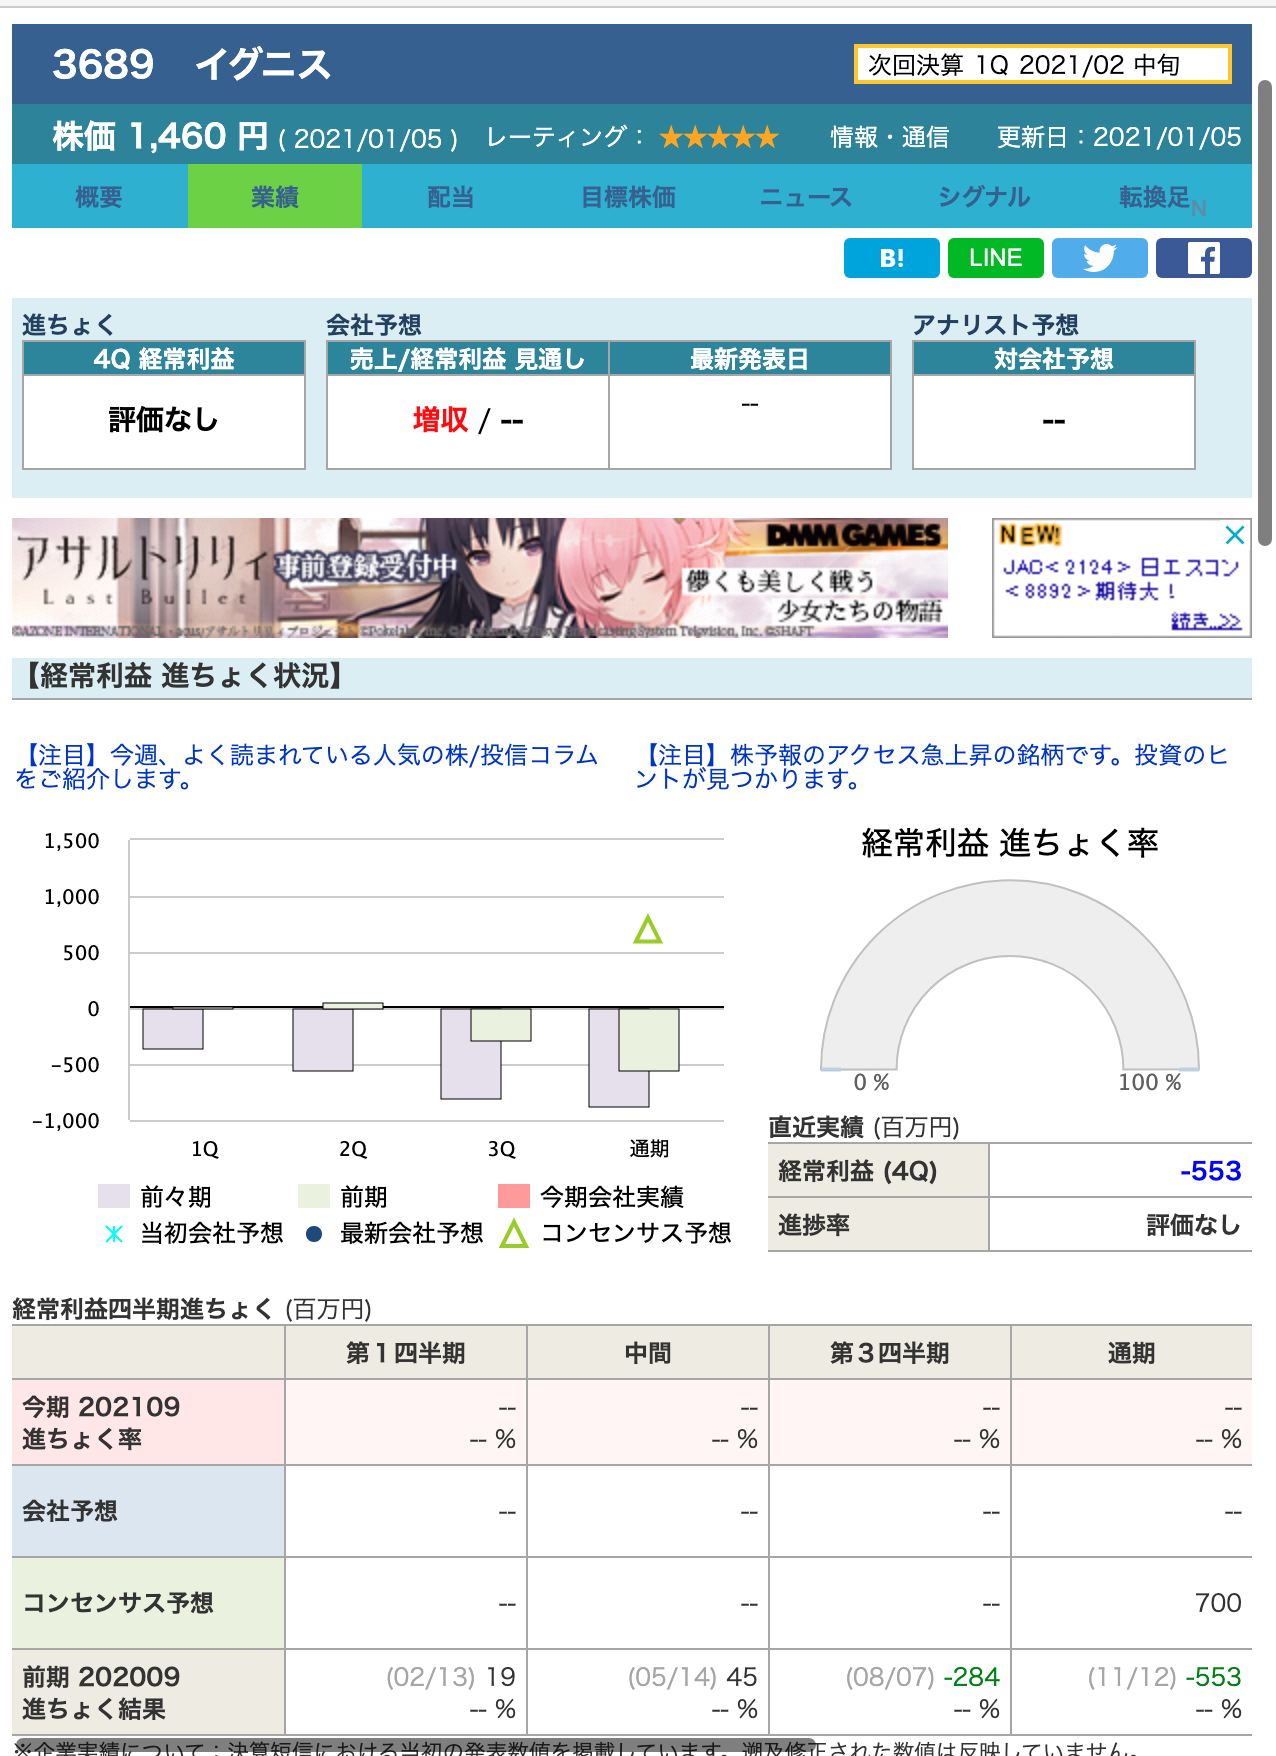 3689　イグニス
次回決算 1Q 2021/02 中旬
株価 1,460 円 ( 2021/01/05 ) レーティング： ★★★★★ 情報・通信 更新日：2021/01/05
概要 業績 配当 目標株価 ニュース シグナル 転換足N
B! LINE
進ちょく 会社予想 アナリスト予想
4Q 経常利益 売上/経常利益 見通し 最新発表日 対会社予想
評価なし 増収 / -- -- --
アサルトリリィ
Last Bullet
事前登録受付中
DMM GAMES
儚くも美しく戦う
少女たちの物語
NEW!
JAC<2124> 日エスコン
<8892>期待大！
続き..>>
【経常利益 進ちょく状況】
【注目】今週、よく読まれている人気の株/投信コラム
をご紹介します。
【注目】株予報のアクセス急上昇の銘柄です。投資のヒ
ントが見つかります。
1,500
1,000
500
0
-500
-1,000
1Q 2Q 3Q 通期
前々期 前期 今期会社実績
当初会社予想 最新会社予想 コンセンサス予想
経常利益 進ちょく率
0 % 100 %
直近実績 (百万円)
経常利益 (4Q) -553
進捗率 評価なし
経常利益四半期進ちょく (百万円)
第１四半期 中間 第３四半期 通期
今期 202109 -- -- -- --
進ちょく率 -- % -- % -- % -- %
会社予想 -- -- -- --
コンセンサス予想 -- -- -- 700
前期 202009 (02/13) 19 (05/14) 45 (08/07) -284 (11/12) -553
進ちょく結果 -- % -- % -- % -- %
※企業実績について：決算短信における当初の発表数値を掲載しています。遡及修正された数値は反映していません。